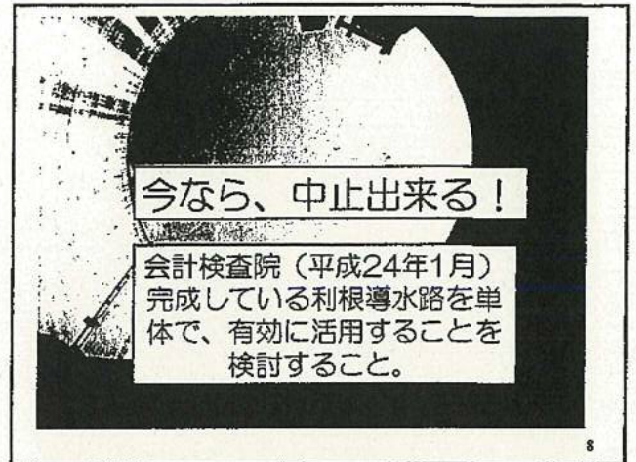 今なら、中止出来る！
会計検査院（平成24年1月）
完成している利根導水路を単
体で、有効に活用することを
検討すること。
8